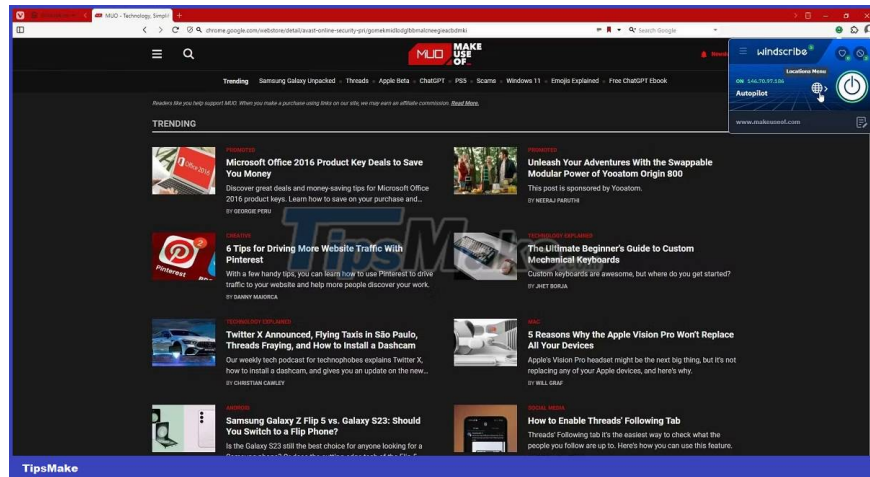 MUO - Technology, Simplif
chrome.google.com/webstore/detail/avast-online-security-pri/gomekmidlodglbbmalcneegieacbdmki
Search Google
MUO MAKE USE OF
windscribe
Locations Menu
ON 146.70.97.106
Autopilot
www.makeuseof.com
Trending
Samsung Galaxy Unpacked
Threads
Apple Beta
ChatGPT
PS5
Scams
Windows 11
Emojis Explained
Free ChatGPT Ebook
Readers like you help support MUO. When you make a purchase using links on our site, we may earn an affiliate commission. Read More.
TRENDING
Office 2016
PROMOTED
Microsoft Office 2016 Product Key Deals to Save
You Money
Discover great deals and money-saving tips for Microsoft Office
2016 product keys. Learn how to save on your purchase and...
BY GEORGIE PERU
PROMOTED
Unleash Your Adventures With the Swappable
Modular Power of Yooatom Origin 800
This post is sponsored by Yooatom.
BY NEERAJ PARUTHI
Pinterest
CREATIVE
6 Tips for Driving More Website Traffic With
Pinterest
With a few handy tips, you can learn how to use Pinterest to drive
traffic to your website and help more people discover your work.
BY DANNY MAIORCA
TECHNOLOGY EXPLAINED
The Ultimate Beginner's Guide to Custom
Mechanical Keyboards
Custom keyboards are awesome, but where do you get started?
BY JHET BORJA
TipsMake.com
TECHNOLOGY EXPLAINED
Twitter X Announced, Flying Taxis in São Paulo,
Threads Fraying, and How to Install a Dashcam
Our weekly tech podcast for technophobes explains Twitter X,
how to install a dashcam, and gives you an update on the new...
BY CHRISTIAN CAWLEY
MAC
5 Reasons Why the Apple Vision Pro Won't Replace
All Your Devices
Apple's Vision Pro headset might be the next big thing, but it's not
replacing any of your Apple devices, and here's why.
BY WILL GRAF
ANDROID
Samsung Galaxy Z Flip 5 vs. Galaxy S23: Should
You Switch to a Flip Phone?
Is the Galaxy S23 still the best choice for anyone looking for a
SOCIAL MEDIA
How to Enable Threads' Following Tab
Threads' Following tab it's the easiest way to check what the
people you follow are up to. Here's how you can use this feature.
TipsMake